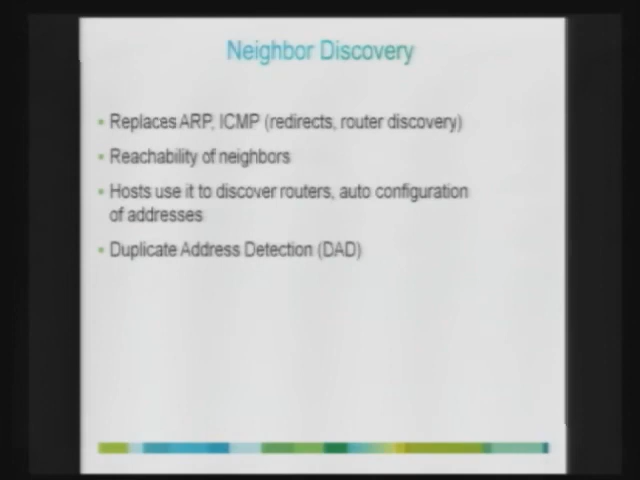 Neighbor Discovery
Replaces ARP, ICMP (redirects, router discovery)
Reachability of neighbors
Hosts use it to discover routers, auto configuration
of addresses
Duplicate Address Detection (DAD)